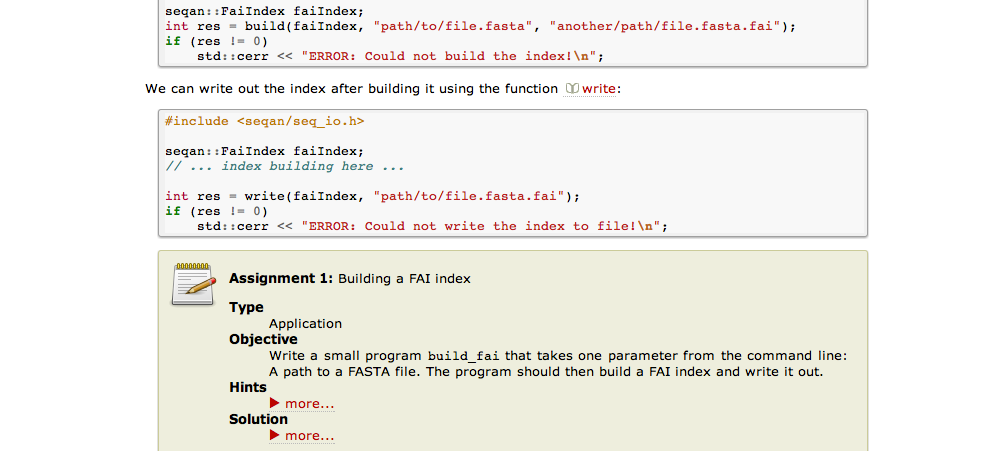 seqan::FaiIndex faiIndex;
int res = build(faiIndex, "path/to/file.fasta", "another/path/file.fasta.fai");
if (res != 0)
    std::cerr << "ERROR: Could not build the index!\n";
We can write out the index after building it using the function write:
#include <seqan/seq_io.h>
seqan::FaiIndex faiIndex;
// ... index building here ...
int res = write(faiIndex, "path/to/file.fasta.fai");
if (res != 0)
    std::cerr << "ERROR: Could not write the index to file!\n";
Assignment 1: Building a FAI index
Type
Application
Objective
Write a small program build_fai that takes one parameter from the command line:
A path to a FASTA file. The program should then build a FAI index and write it out.
Hints
▶ more...
Solution
▶ more...